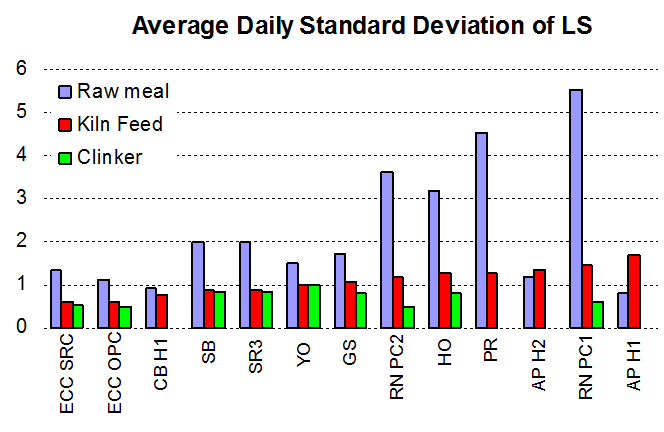 Average Daily Standard Deviation of LS
6
5
4
3
2
1
0
Raw meal
Kiln Feed
Clinker
ECC SRC
ECC OPC
CB H1
SB
SR3
YO
GS
RN PC2
HO
PR
AP H2
RN PC1
AP H1